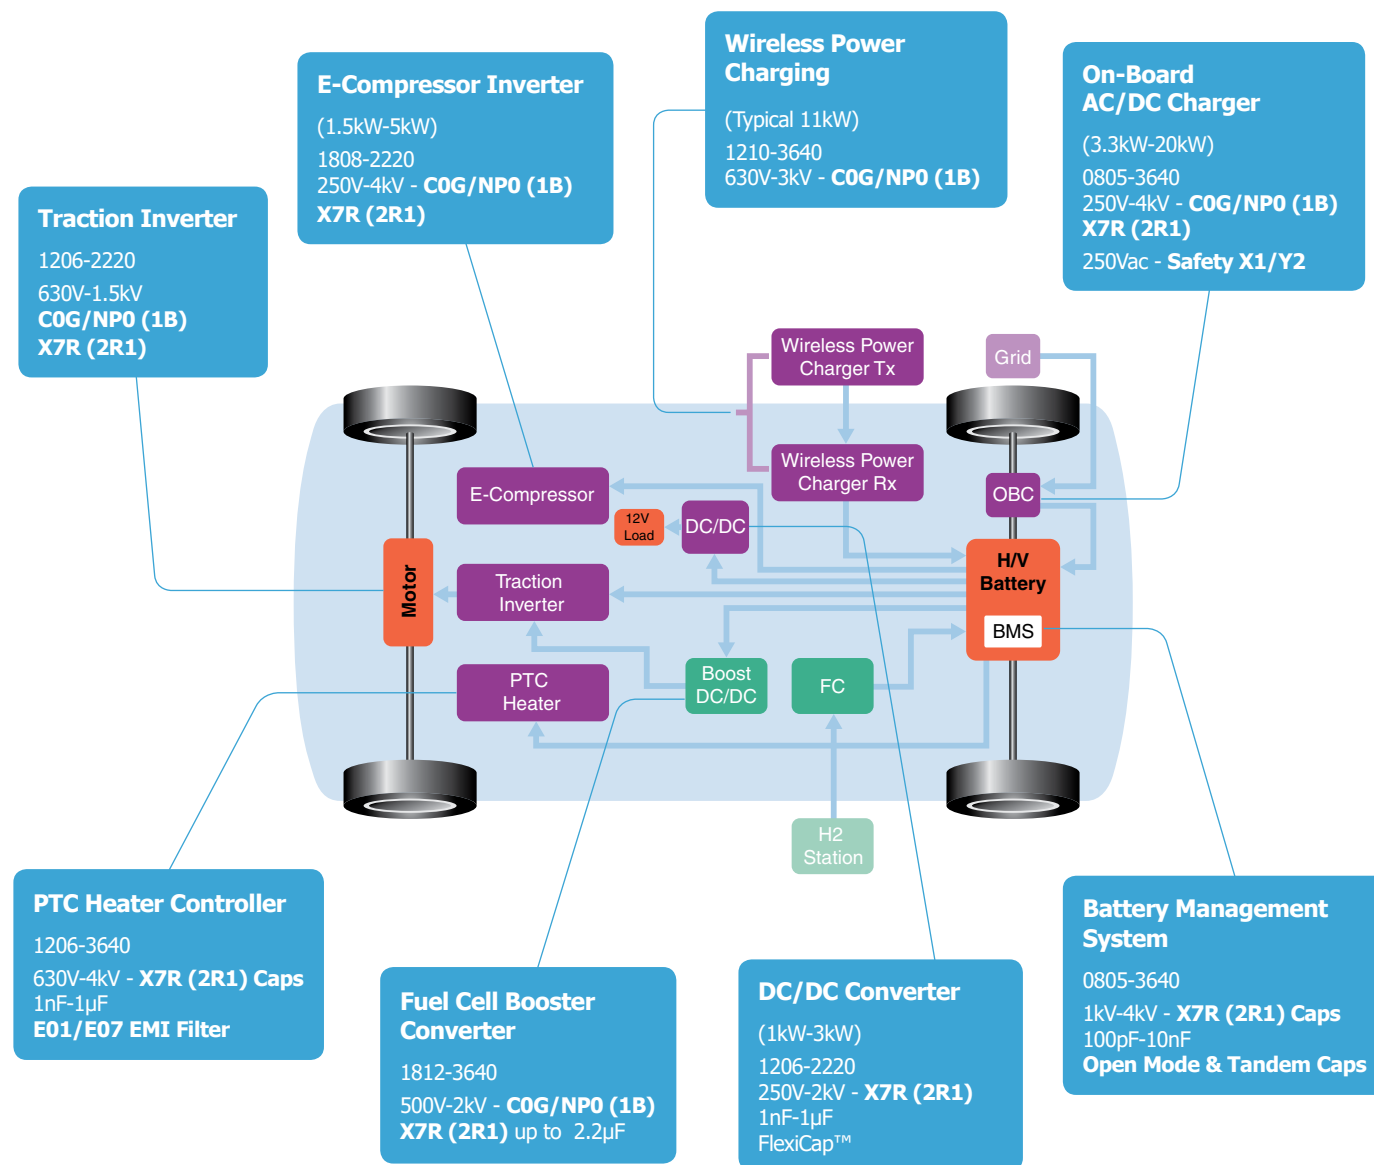 Wireless Power
Charging
(Typical 11kW)
1210-3640
630V-3kV - C0G/NP0 (1B)
On-Board
AC/DC Charger
(3.3kW-20kW)
0805-3640
250V-4kV - C0G/NP0 (1B)
X7R (2R1)
250Vac - Safety X1/Y2
E-Compressor Inverter
(1.5kW-5kW)
1808-2220
250V-4kV - C0G/NP0 (1B)
X7R (2R1)
Traction Inverter
1206-2220
630V-1.5kV
C0G/NP0 (1B)
X7R (2R1)
Wireless Power
Charger Tx
Grid
Wireless Power
Charger Rx
E-Compressor
OBC
12V
Load
DC/DC
H/V
Battery
Motor
Traction
Inverter
BMS
PTC
Heater
Boost
DC/DC
FC
H2
Station
PTC Heater Controller
1206-3640
630V-4kV - X7R (2R1) Caps
1nF-1µF
E01/E07 EMI Filter
Fuel Cell Booster
Converter
1812-3640
500V-2kV - C0G/NP0 (1B)
X7R (2R1) up to 2.2µF
DC/DC Converter
(1kW-3kW)
1206-2220
250V-2kV - X7R (2R1)
1nF-1µF
FlexiCap™
Battery Management
System
0805-3640
1kV-4kV - X7R (2R1) Caps
100pF-10nF
Open Mode & Tandem Caps